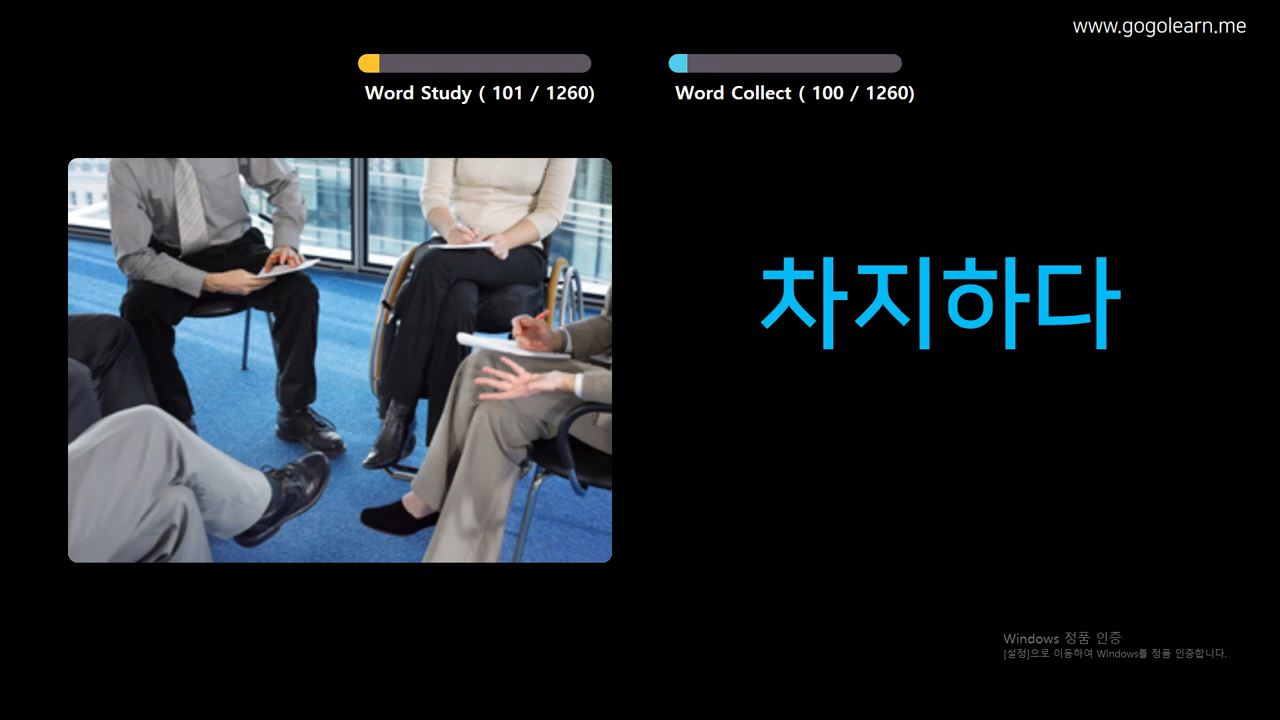 www.gogolearn.me
Word Study ( 101 / 1260)
Word Collect ( 100 / 1260)
차지하다
Windows 정품 인증
[설정]으로 이동하여 Windows를 정품 인증합니다.